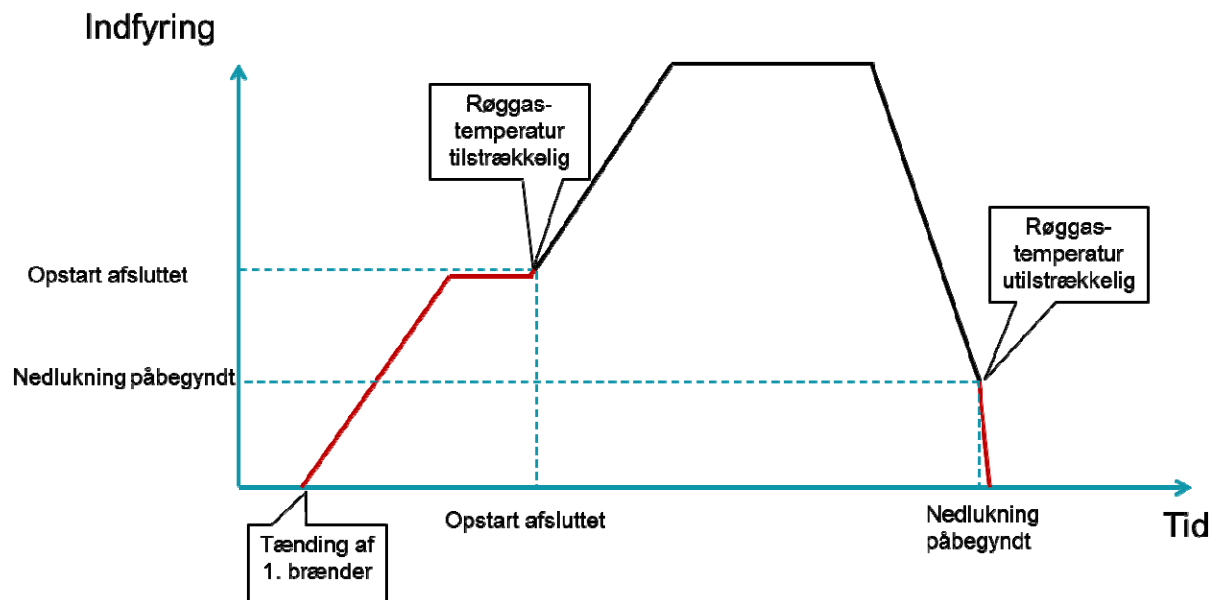 Indfyring
Røggas-
temperatur
tilstrækkelig
Røggas-
temperatur
utilstrækkelig
Opstart afsluttet
Nedlukning påbegyndt
Tænding af
1. brænder
Opstart afsluttet
Nedlukning
påbegyndt
Tid